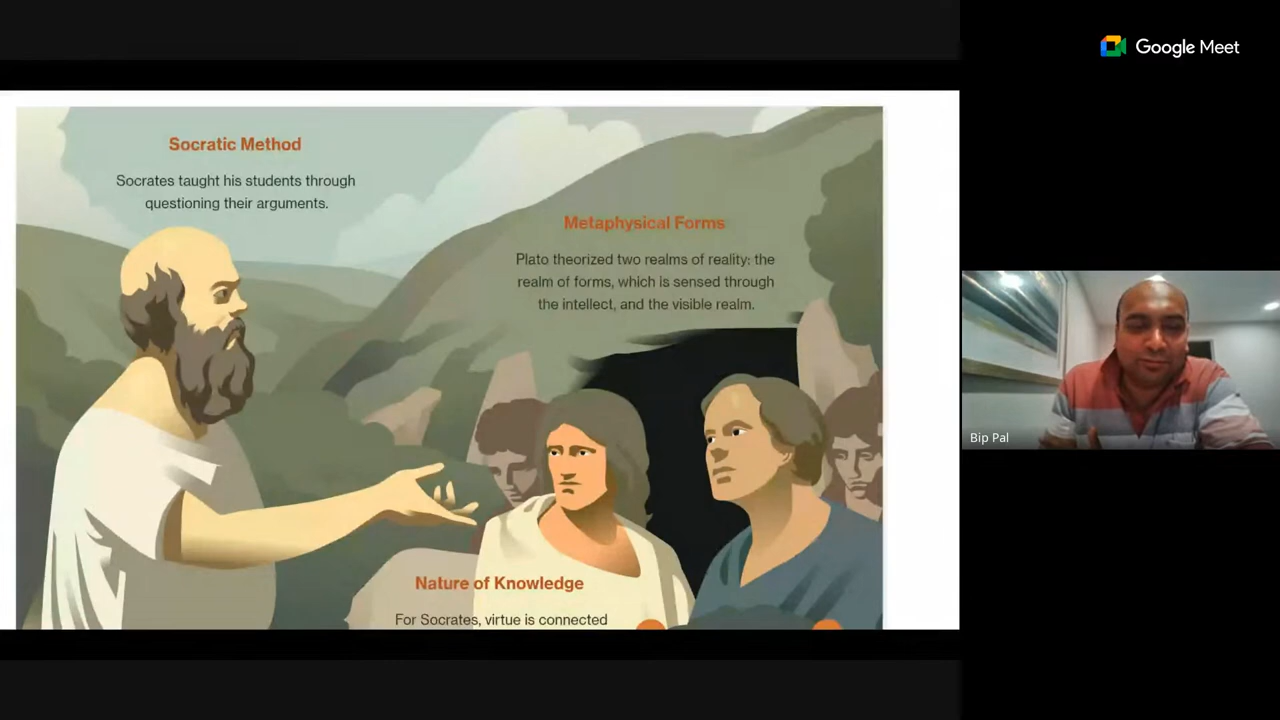 Google Meet
Socratic Method
Socrates taught his students through
questioning their arguments.
Metaphysical Forms
Plato theorized two realms of reality: the
realm of forms, which is sensed through
the intellect, and the visible realm.
Nature of Knowledge
For Socrates, virtue is connected
Bip Pal